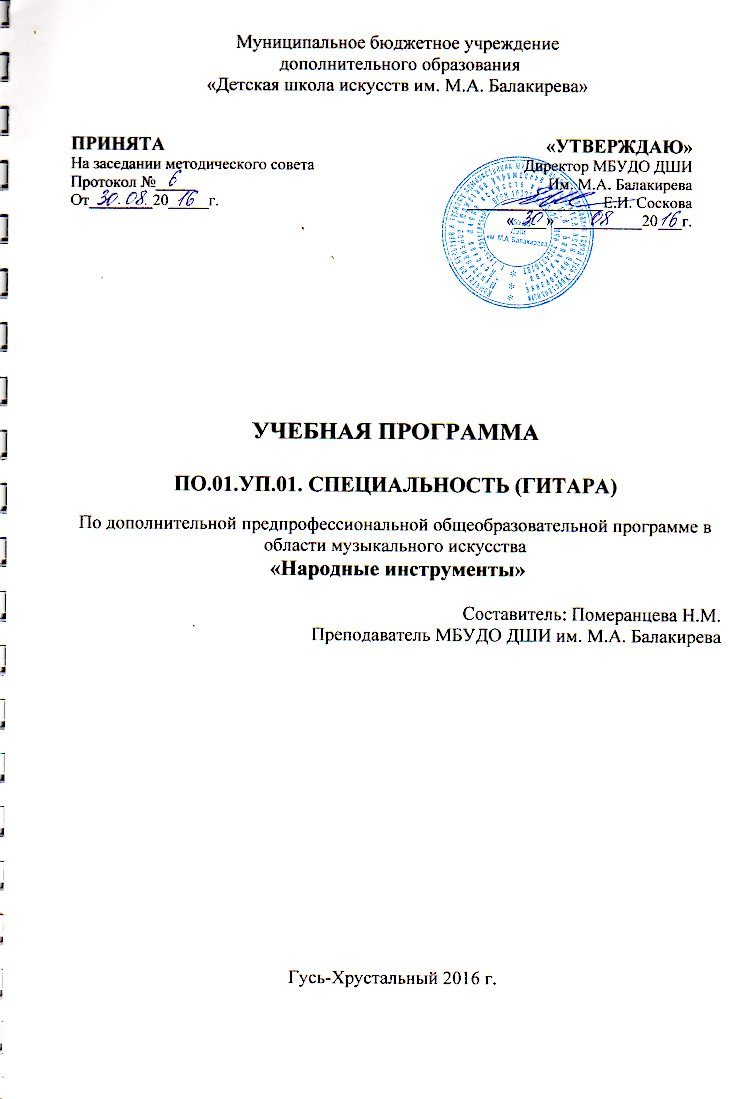 Муниципальное бюджетное учреждение
дополнительного образования
«Детская школа искусств им. М.А. Балакирева»
ПРИНЯТА
На заседании методического совета
Протокол № 6
От 30.08. 20 16 г.
«УТВЕРЖДАЮ»
Директор МБУДО ДШИ
Им. М.А. Балакирева
Е.И. Соскова
« 30 » 08 20 16 г.
ДШИ
им. М.А. Балакирева
УЧЕБНАЯ ПРОГРАММА
ПО.01.УП.01. СПЕЦИАЛЬНОСТЬ (ГИТАРА)
По дополнительной предпрофессиональной общеобразовательной программе в
области музыкального искусства
«Народные инструменты»
Составитель: Померанцева Н.М.
Преподаватель МБУДО ДШИ им. М.А. Балакирева
Гусь-Хрустальный 2016 г.